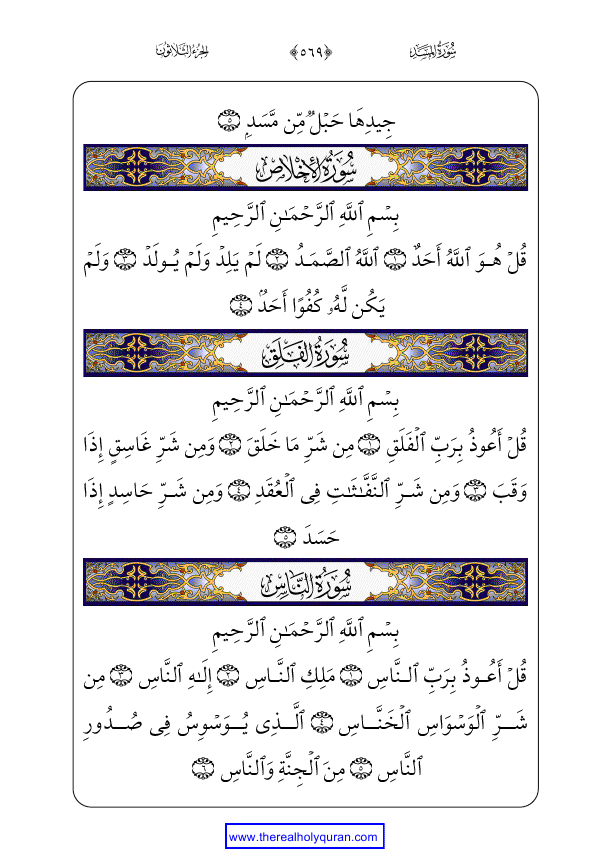 سُورَةُ المَسَد ﴿٥٦٩﴾ الجُزءُ الثَّلَاثُونَ
جِيدِهَا حَبۡلٞ مِّن مَّسَدِۭ ۝٥
سُورَةُ الإِخْلَاصِ
بِسۡمِ ٱللَّهِ ٱلرَّحۡمَٰنِ ٱلرَّحِيمِ
قُلۡ هُوَ ٱللَّهُ أَحَدٌ ۝١ ٱللَّهُ ٱلصَّمَدُ ۝٢ لَمۡ يَلِدۡ وَلَمۡ يُولَدۡ ۝٣ وَلَمۡ
يَكُن لَّهُۥ كُفُوًا أَحَدُۢ ۝٤
سُورَةُ الفَلَقِ
بِسۡمِ ٱللَّهِ ٱلرَّحۡمَٰنِ ٱلرَّحِيمِ
قُلۡ أَعُوذُ بِرَبِّ ٱلۡفَلَقِ ۝١ مِن شَرِّ مَا خَلَقَ ۝٢ وَمِن شَرِّ غَاسِقٍ إِذَا
وَقَبَ ۝٣ وَمِن شَرِّ ٱلنَّفَّٰثَٰتِ فِى ٱلۡعُقَدِ ۝٤ وَمِن شَرِّ حَاسِدٍ إِذَا
حَسَدَ ۝٥
سُورَةُ النَّاسِ
بِسۡمِ ٱللَّهِ ٱلرَّحۡمَٰنِ ٱلرَّحِيمِ
قُلۡ أَعُوذُ بِرَبِّ ٱلنَّاسِ ۝١ مَلِكِ ٱلنَّاسِ ۝٢ إِلَٰهِ ٱلنَّاسِ ۝٣ مِن
شَرِّ ٱلۡوَسۡوَاسِ ٱلۡخَنَّاسِ ۝٤ ٱلَّذِى يُوَسۡوِسُ فِى صُدُورِ
ٱلنَّاسِ ۝٥ مِنَ ٱلۡجِنَّةِ وَٱلنَّاسِ ۝٦
www.therealholyquran.com